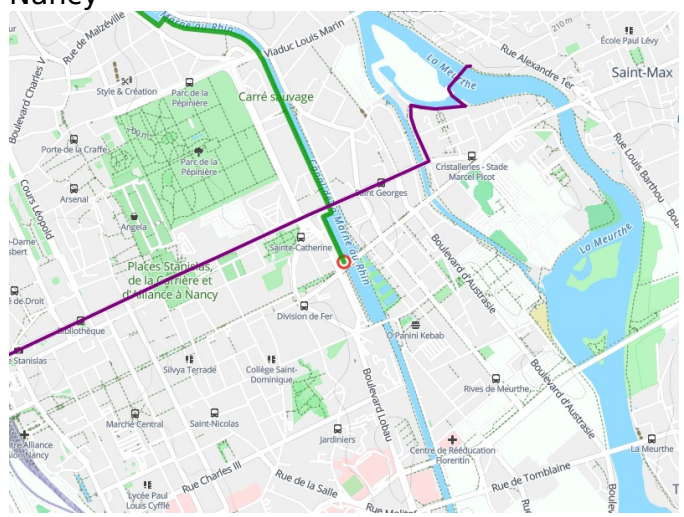 Nancy
Rue de Malzéville
Marne au Rhin
Viaduc Louis Marin
La Meurthe
Rue Alexandre 1er
210 m
École Paul Lévy
Saint-Max
Boulevard Charles V
Style & Création
Parc de la
Pépinière
Carré sauvage
Porte de la Craffe
Parc de la
Pépinière
Cours Léopold
Arsenal
Angela
Saint Georges
Cristalleries - Stade
Marcel Picot
Rue Louis Barthou
La Meurthe
Sainte-Catherine
Places Stanislas,
de la Carrière et
d'Alliance à Nancy
Boulevard d'Austrasie
Division de Fer
O'Panini Kebab
Stanislas
Silvya Terrade
Collège Saint-
Dominique
Rives de Meurthe
Boulevard d'Austrasie
Boulevard Lobau
Marché Central
Saint-Nicolas
Jardiniers
Centre de Rééducation
Florentin
La Meurthe
Rue de Tomblaine
Rue Charles III
Rue de la Salle
Lycée Paul
Louis Cyfflé